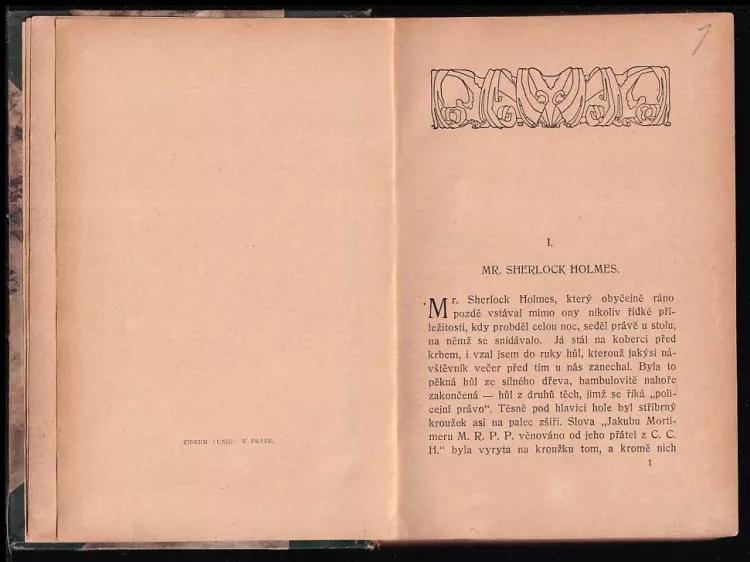 TISKEM «UNIE» V PRAZE.
7
I.
MR. SHERLOCK HOLMES.
Mr. Sherlock Holmes, který obyčejně ráno
pozdě vstával mimo ony nikoliv řídké pří-
ležitosti, kdy probděl celou noc, seděl právě u stolu,
na němž se snídávalo. Já stál na koberci před
krbem, i vzal jsem do ruky hůl, kterouž jakýsi ná-
vštěvník večer před tím u nás zanechal. Byla to
pěkná hůl ze silného dřeva, bambulovitě nahoře
zakončená — hůl z druhů těch, jimž se říká „poli-
cejní právo“. Těsně pod hlavicí hole byl stříbrný
kroužek asi na palec zšíří. Slova „Jakubu Morti-
meru M. R. P. P. věnováno od jeho přátel z C. C.
H.“ byla vyryta na kroužku tom, a kromě nich
1